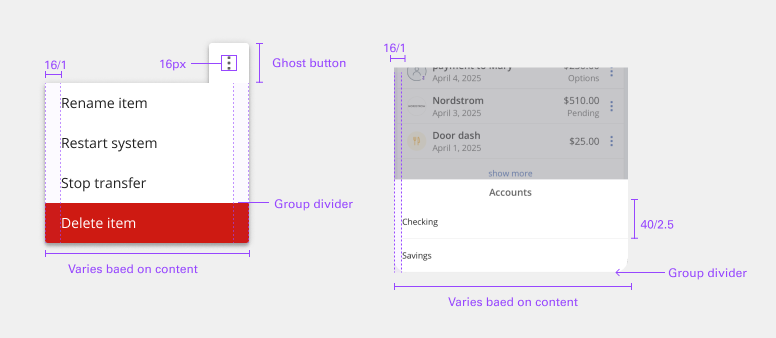 16/1
16px
Ghost button
Rename item
Restart system
Stop transfer
Delete item
Group divider
Varies baed on content
16/1
payment to Mary
$250.00
April 4, 2025
Options
Nordstrom
$510.00
April 3, 2025
Pending
Door dash
$25.00
April 1, 2025
show more
Accounts
Checking
40/2.5
Savings
Group divider
Varies baed on content